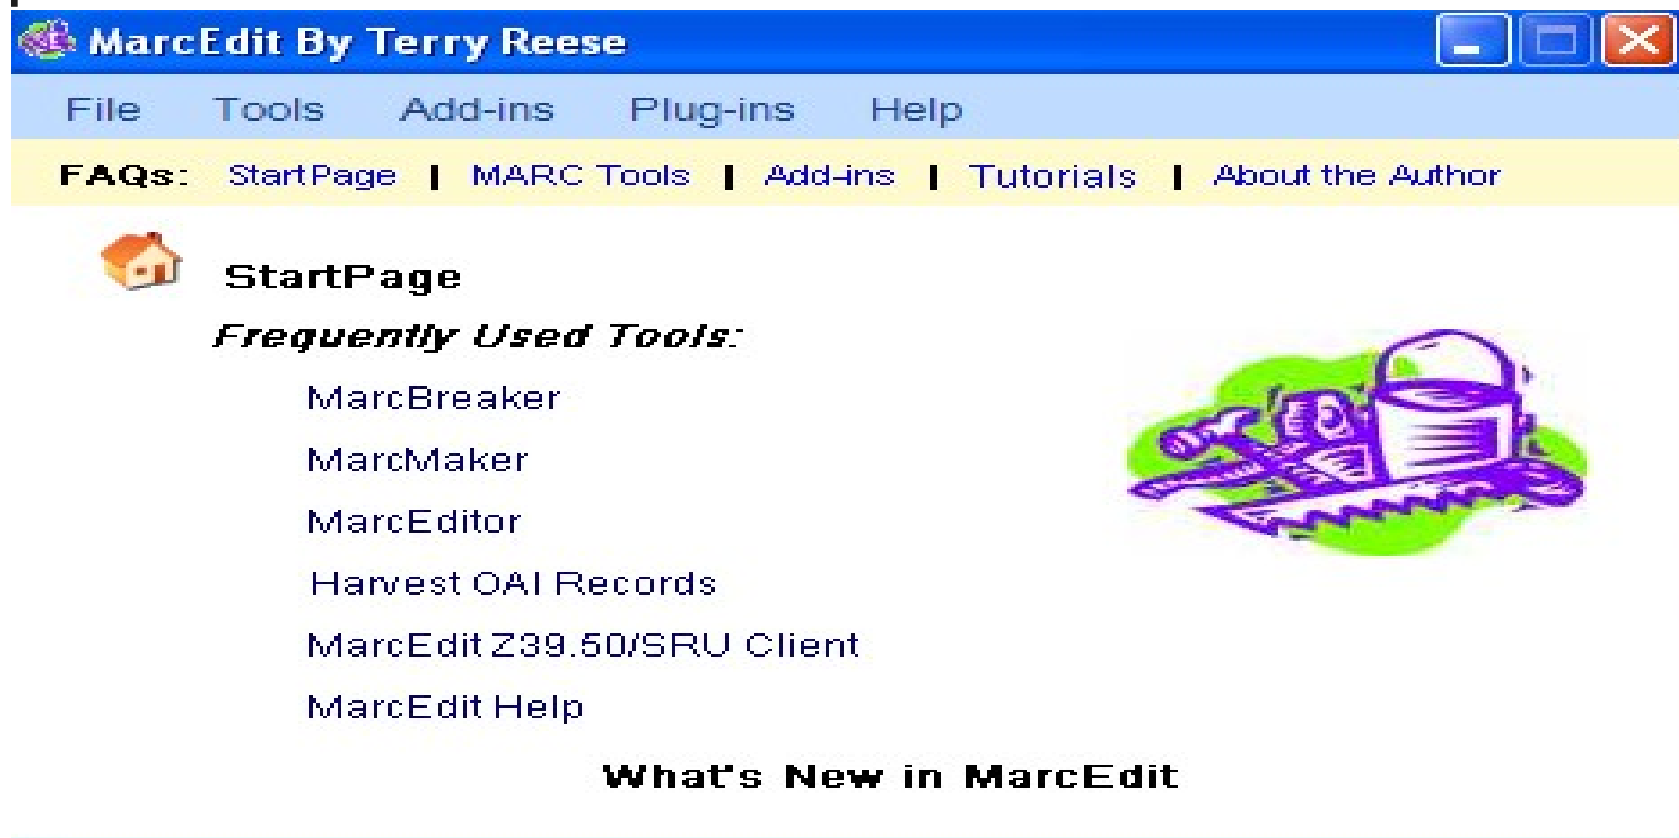 MarcEdit By Terry Reese
File Tools Add-ins Plug-ins Help
FAQs: StartPage | MARC Tools | Add-ins | Tutorials | About the Author
StartPage
Frequently Used Tools:
MarcBreaker
MarcMaker
MarcEditor
Harvest OAI Records
MarcEdit Z39.50/SRU Client
MarcEdit Help
What's New in MarcEdit